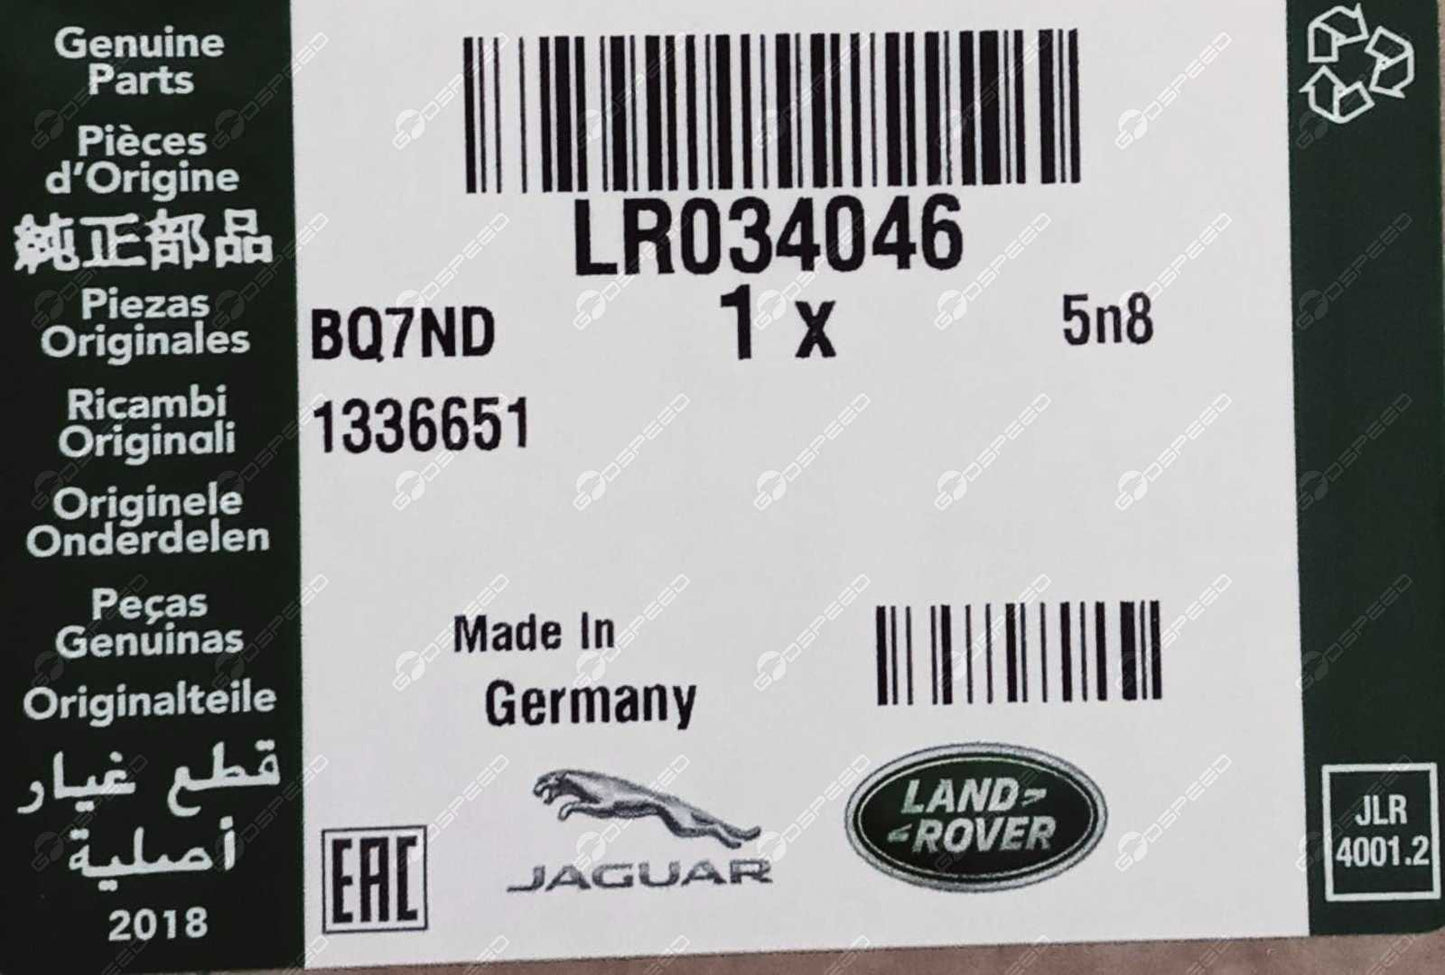 Genuine
Parts
Pièces
d'Origine
純正部品
Piezas
Originales
Ricambi
Originali
Originele
Onderdelen
Peças
Genuinas
Originalteile
قطع غيار
أصلية
2018
LR034046
BQ7ND
1 x
5n8
1336651
Made In
Germany
EAC
JAGUAR
LAND-
-ROVER
JLR
4001.2
GODSPEED